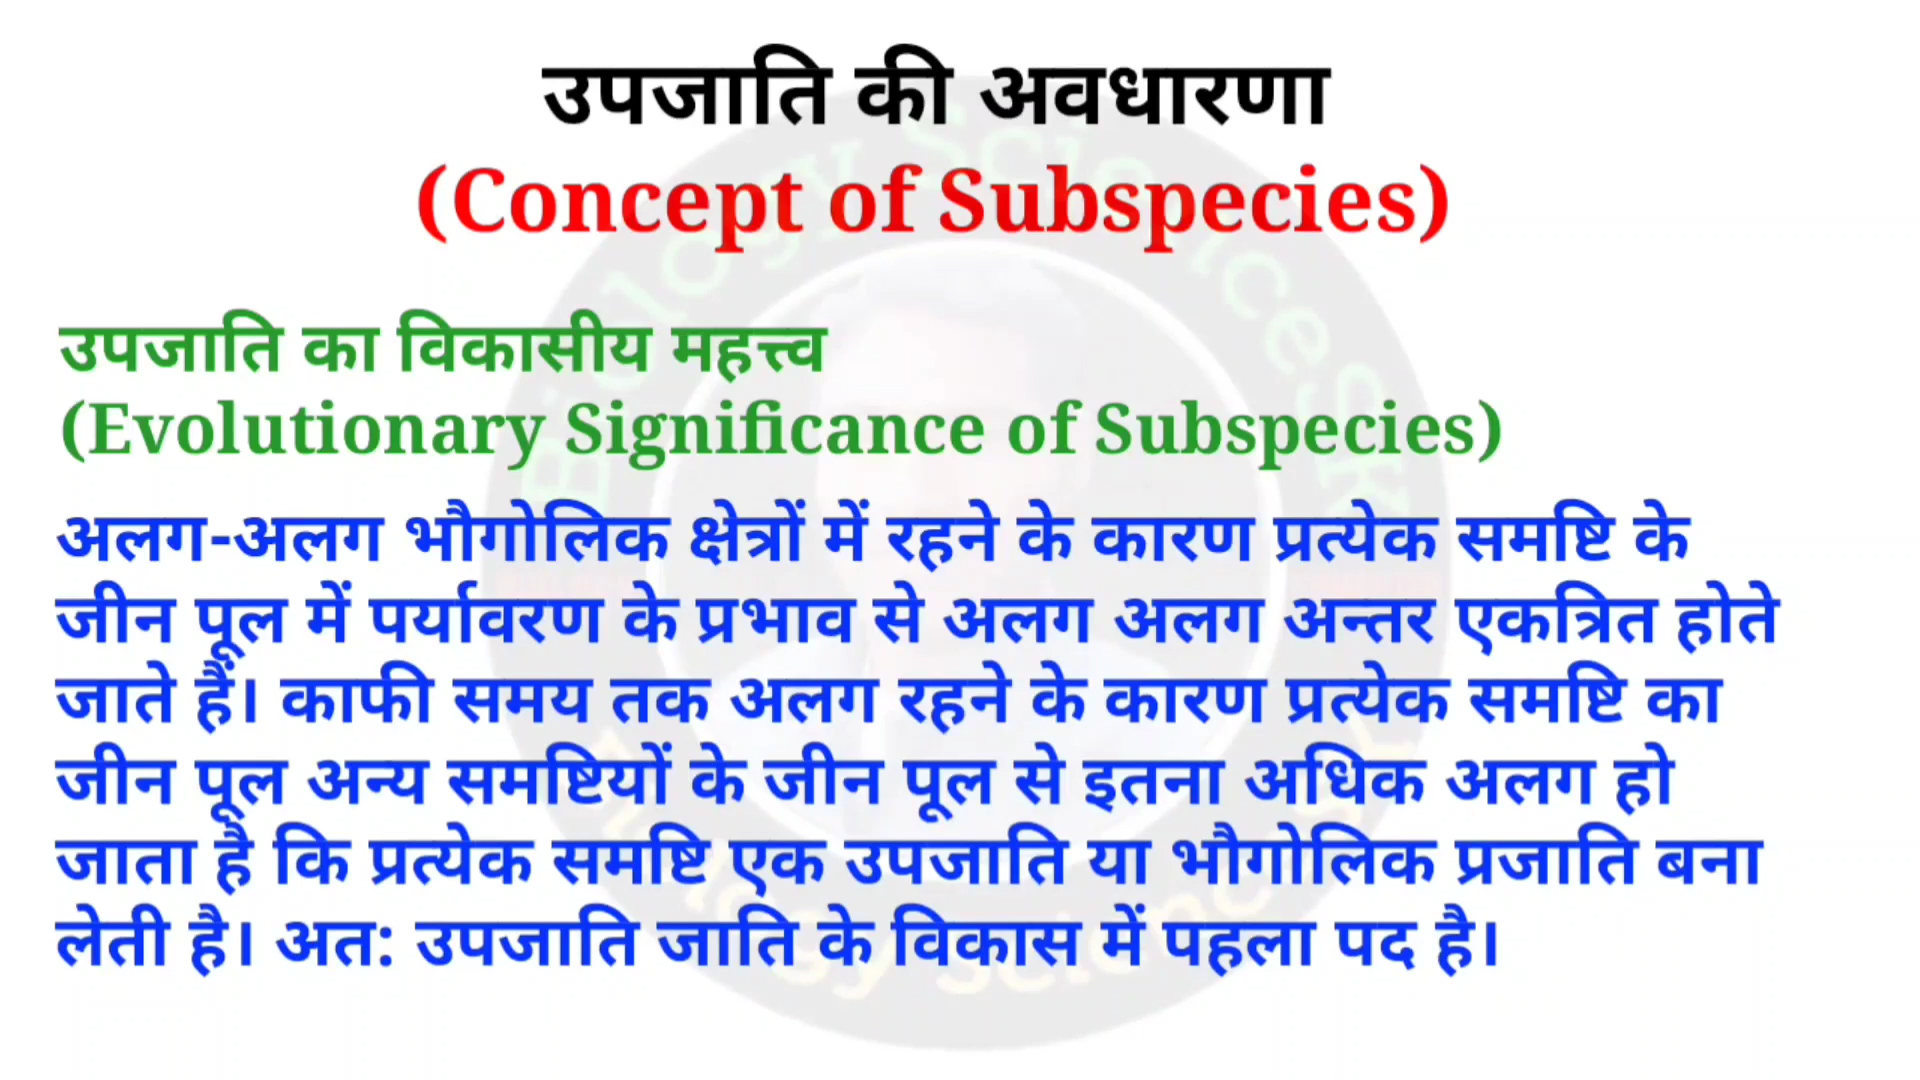 उपजाति की अवधारणा
(Concept of Subspecies)
उपजाति का विकासीय महत्त्व
(Evolutionary Significance of Subspecies)
अलग-अलग भौगोलिक क्षेत्रों में रहने के कारण प्रत्येक समष्टि के
जीन पूल में पर्यावरण के प्रभाव से अलग अलग अन्तर एकत्रित होते
जाते हैं। काफी समय तक अलग रहने के कारण प्रत्येक समष्टि का
जीन पूल अन्य समष्टियों के जीन पूल से इतना अधिक अलग हो
जाता है कि प्रत्येक समष्टि एक उपजाति या भौगोलिक प्रजाति बना
लेती है। अत: उपजाति जाति के विकास में पहला पद है।
Biology Sciences